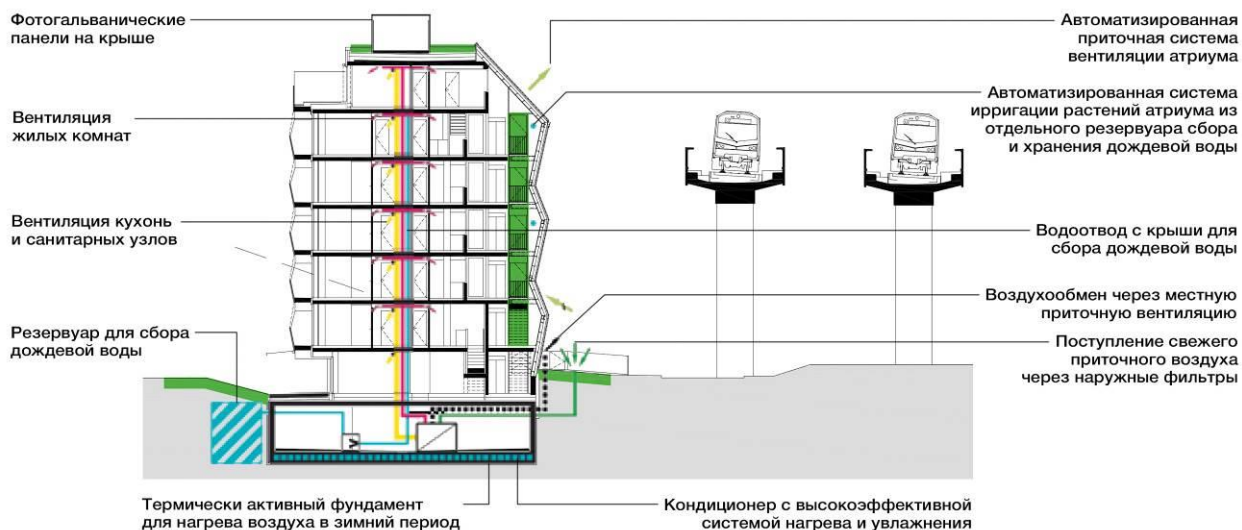 Фотогальванические
панели на крыше
Вентиляция
жилых комнат
Вентиляция кухонь
и санитарных узлов
Резервуар для сбора
дождевой воды
Термически активный фундамент
для нагрева воздуха в зимний период
Автоматизированная
приточная система
вентиляции атриума
Автоматизированная система
ирригации растений атриума из
отдельного резервуара сбора
и хранения дождевой воды
Водоотвод с крыши для
сбора дождевой воды
Воздухообмен через местную
приточную вентиляцию
Поступление свежего
приточного воздуха
через наружные фильтры
Кондиционер с высокоэффективной
системой нагрева и увлажнения